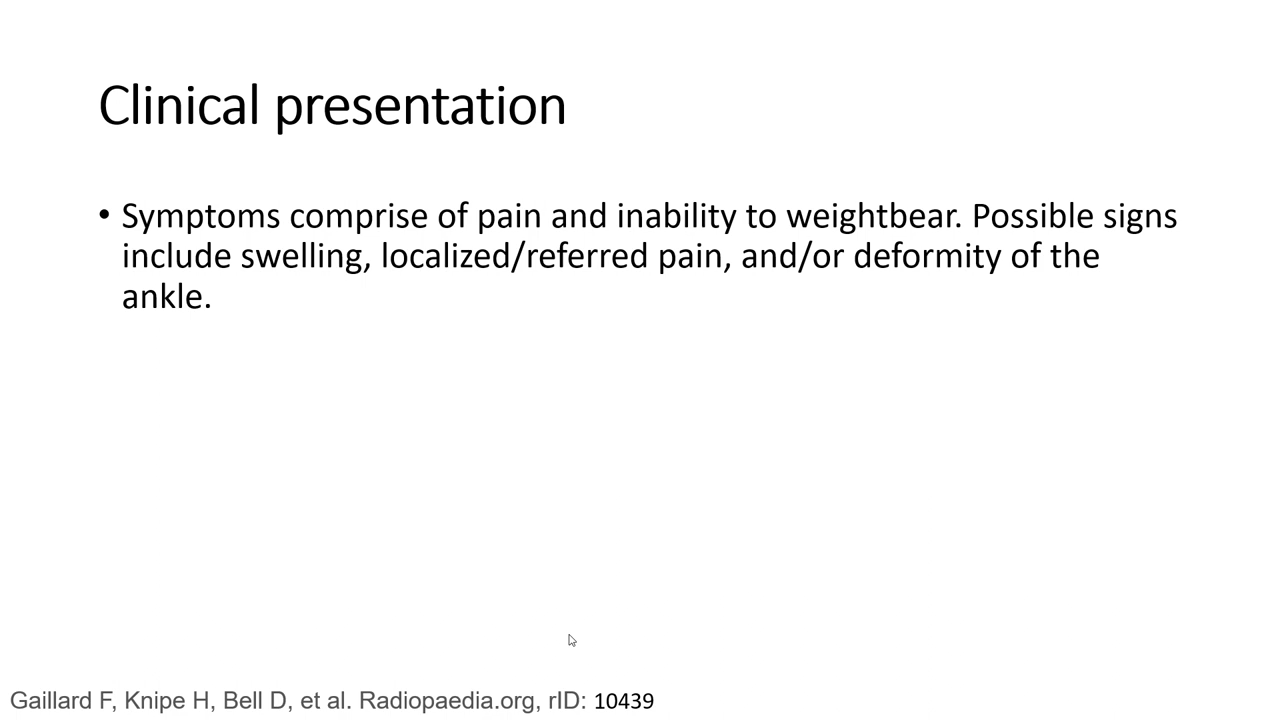 Clinical presentation
• Symptoms comprise of pain and inability to weightbear. Possible signs
include swelling, localized/referred pain, and/or deformity of the
ankle.
Gaillard F, Knipe H, Bell D, et al. Radiopaedia.org, rID: 10439